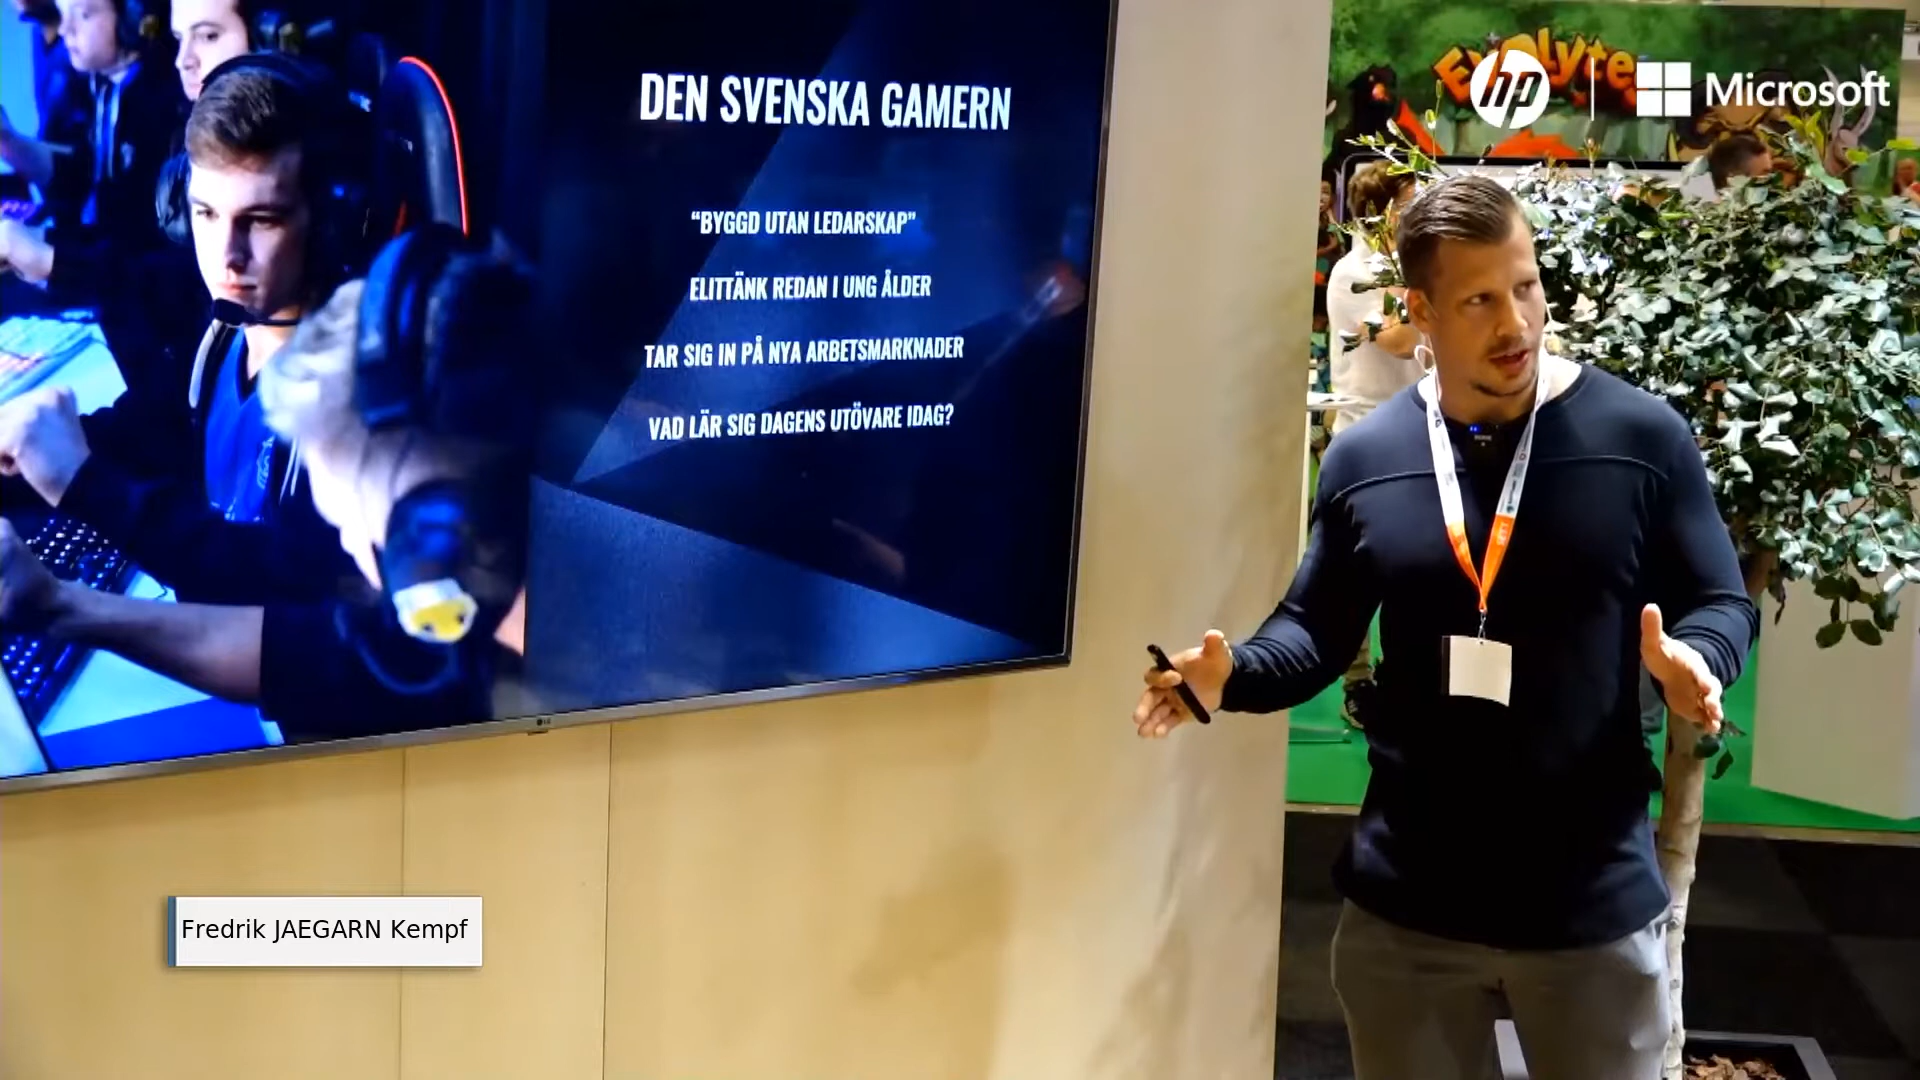 DEN SVENSKA GAMERN
“BYGGD UTAN LEDARSKAP”
ELITTÄNK REDAN I UNG ÅLDER
TAR SIG IN PÅ NYA ARBETSMARKNADER
VAD LÄR SIG DAGENS UTÖVARE IDAG?
hp
Microsoft
LG
Fredrik JAEGARN Kempf